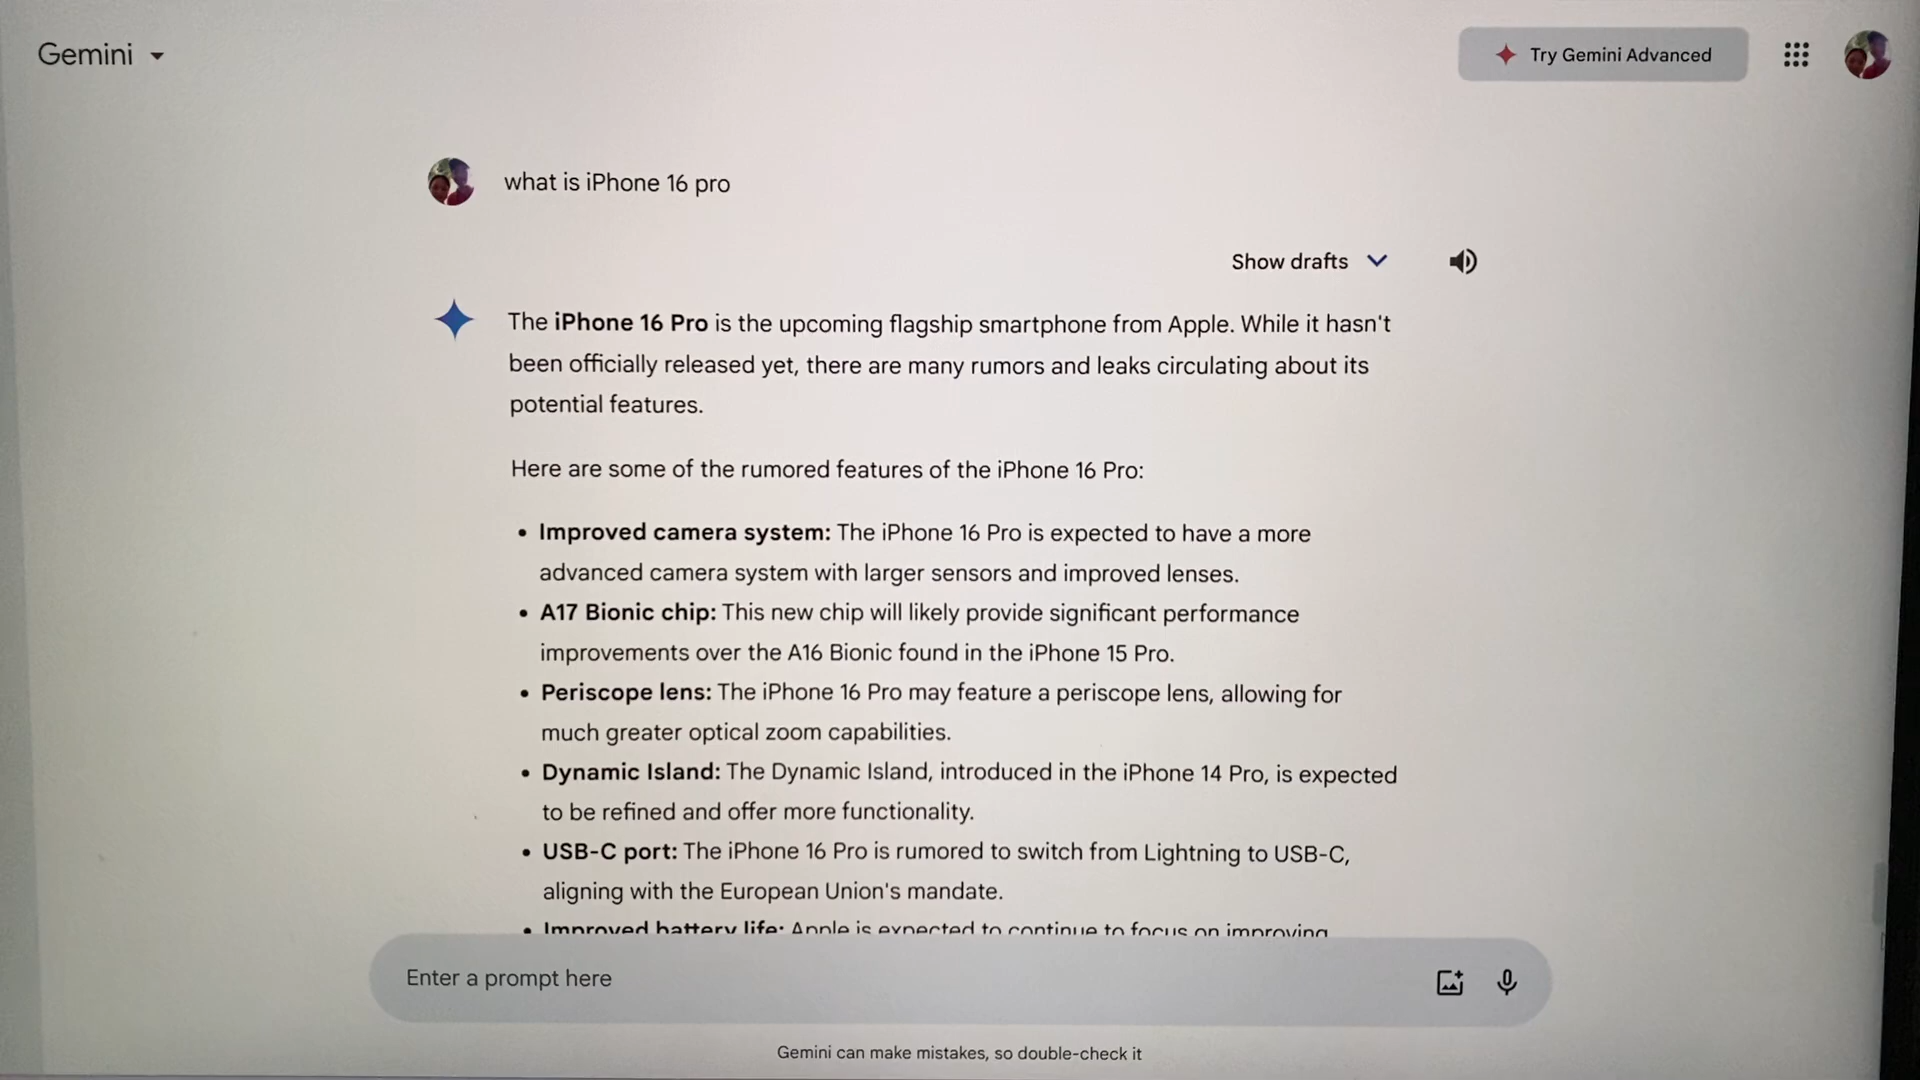 Gemini
Try Gemini Advanced
what is iPhone 16 pro
Show drafts
The iPhone 16 Pro is the upcoming flagship smartphone from Apple. While it hasn't
been officially released yet, there are many rumors and leaks circulating about its
potential features.
Here are some of the rumored features of the iPhone 16 Pro:
• Improved camera system: The iPhone 16 Pro is expected to have a more
advanced camera system with larger sensors and improved lenses.
• A17 Bionic chip: This new chip will likely provide significant performance
improvements over the A16 Bionic found in the iPhone 15 Pro.
• Periscope lens: The iPhone 16 Pro may feature a periscope lens, allowing for
much greater optical zoom capabilities.
• Dynamic Island: The Dynamic Island, introduced in the iPhone 14 Pro, is expected
to be refined and offer more functionality.
• USB-C port: The iPhone 16 Pro is rumored to switch from Lightning to USB-C,
aligning with the European Union's mandate.
• Improved battery life: Apple is expected to continue to focus on improving
Enter a prompt here
Gemini can make mistakes, so double-check it